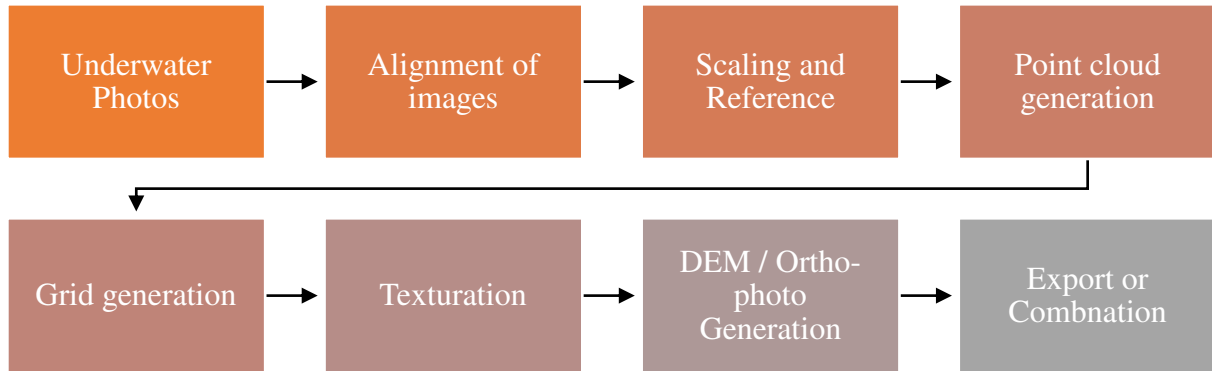 Underwater
Photos
Alignment of
images
Scaling and
Reference
Point cloud
generation
Grid generation
Texturation
DEM / Ortho-
photo
Generation
Export or
Combnation